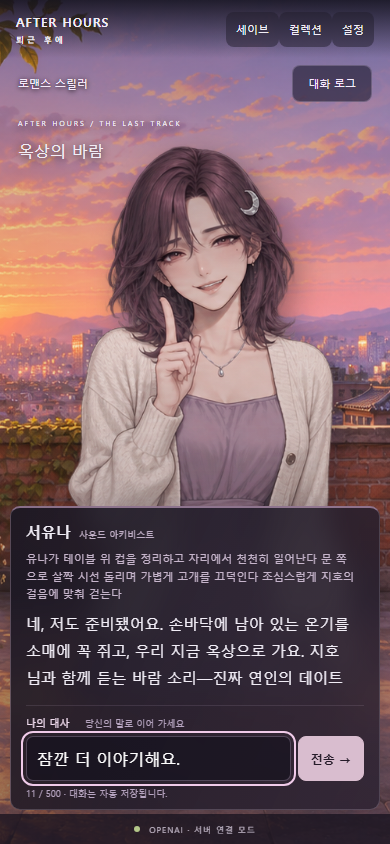 AFTER HOURS
퇴근 후애
세이브
컬렉션
설정
로맨스 스릴러
대화 로그
AFTER HOURS / THE LAST TRACK
옥상의 바람
서유나 사운드 아키비스트
유나가 테이블 위 컵을 정리하고 자리에서 천천히 일어난다 문 쪽
으로 살짝 시선 돌리며 가볍게 고개를 끄덕인다 조심스럽게 지호의
걸음에 맞춰 걷는다
네, 저도 준비됐어요. 손바닥에 남아 있는 온기를
소매에 꼭 쥐고, 우리 지금 옥상으로 가요. 지호
님과 함께 듣는 바람 소리—진짜 연인의 데이트
나의 대사 당신의 말로 이어 가세요
잠깐 더 이야기해요.
전송 →
11 / 500 · 대화는 자동 저장됩니다.
OPENAI · 서버 연결 모드